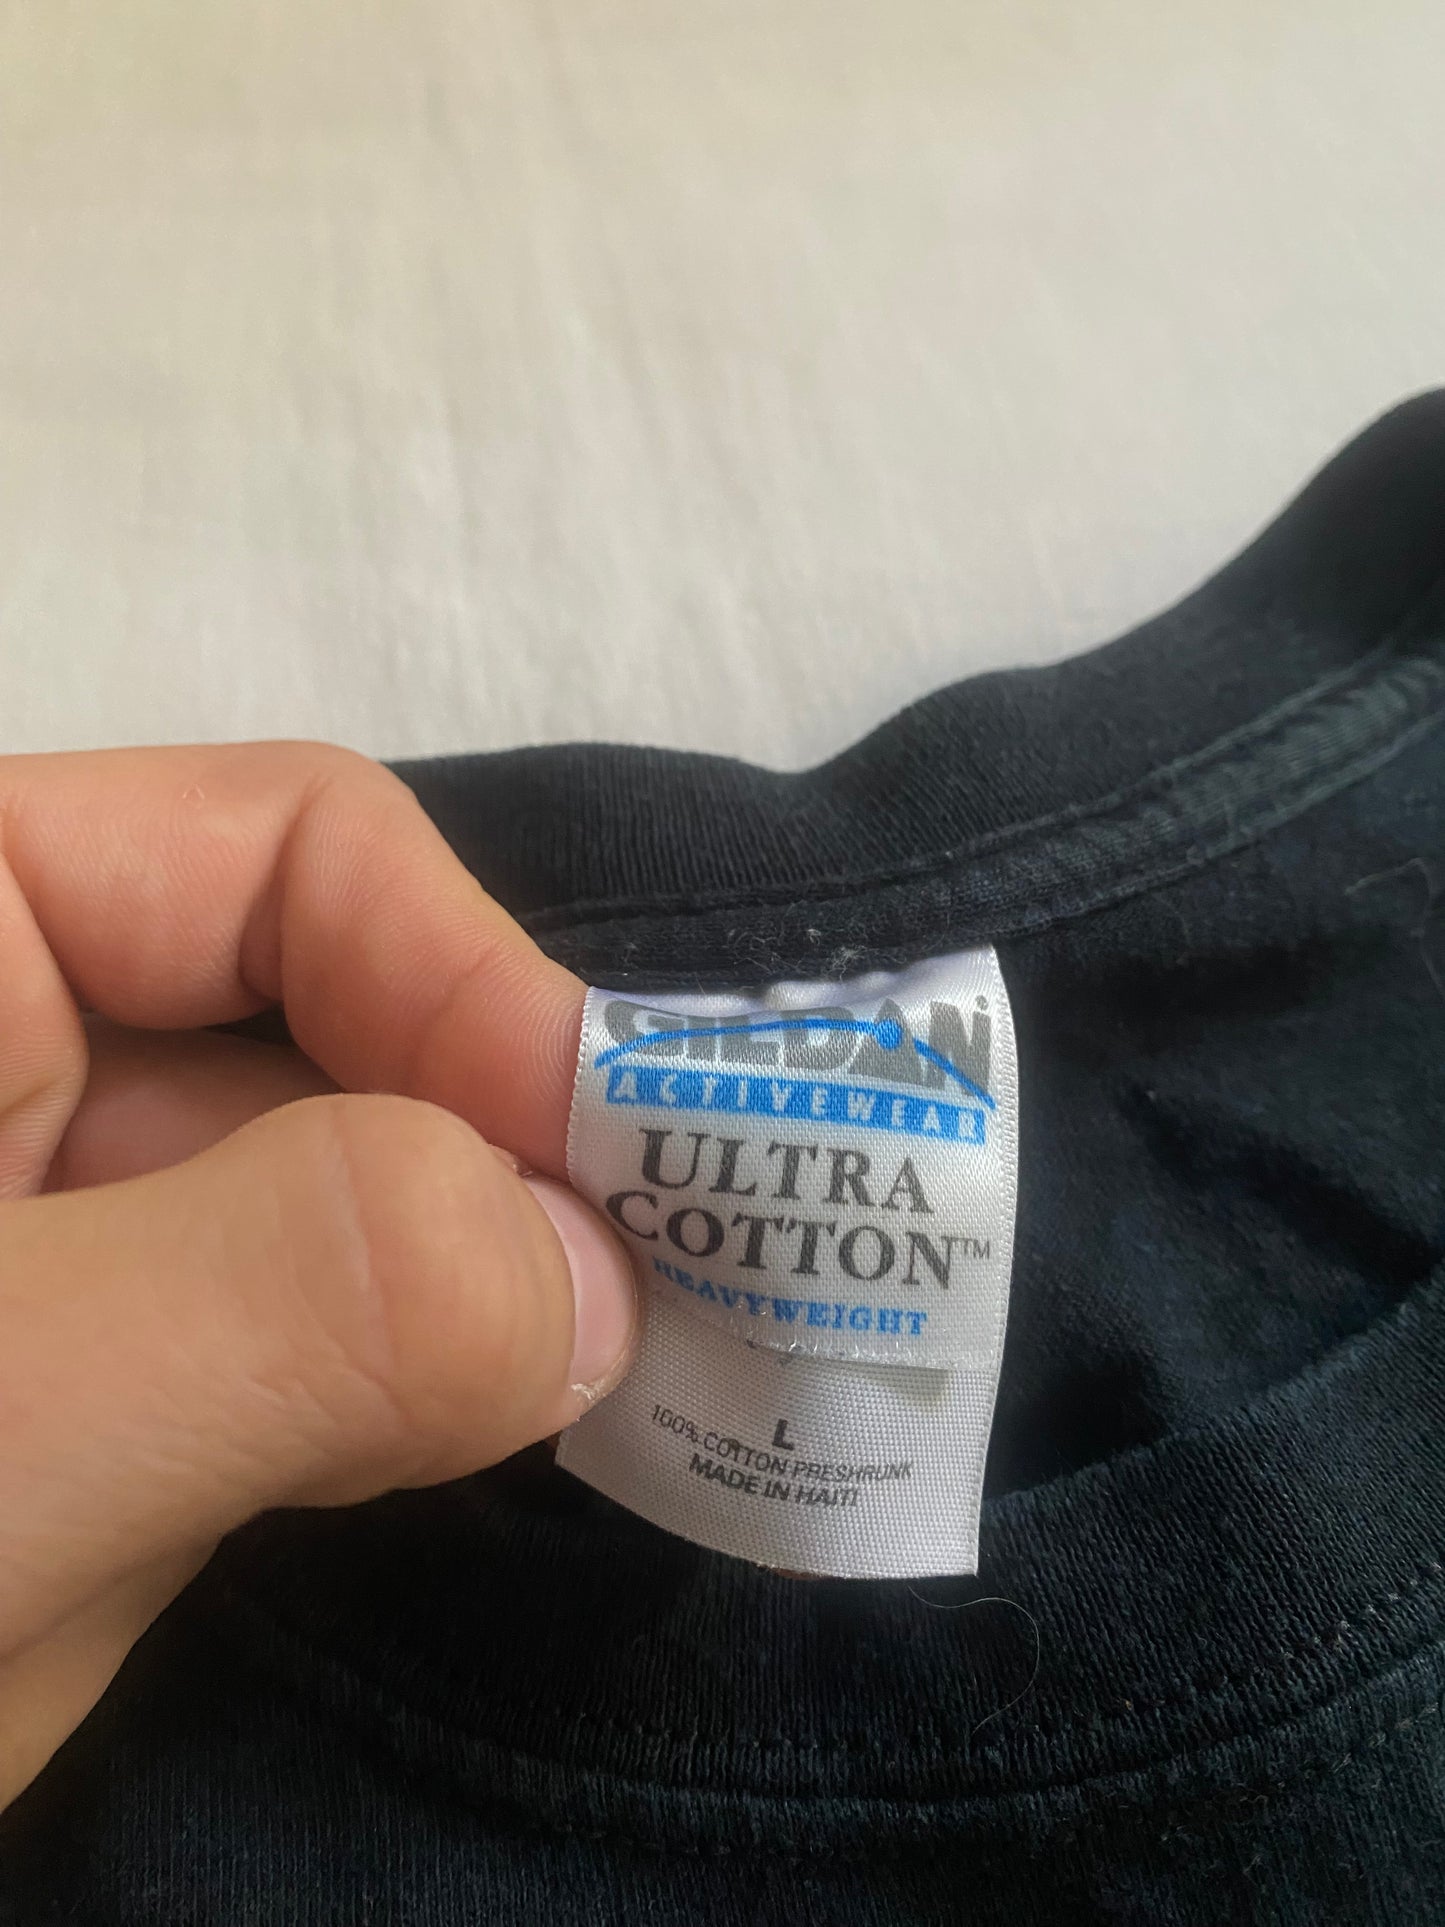 GILDAN
ACTIVEWEAR
ULTRA
COTTON™
HEAVYWEIGHT
L
100% COTTON PRESHRUNK
MADE IN HAITI